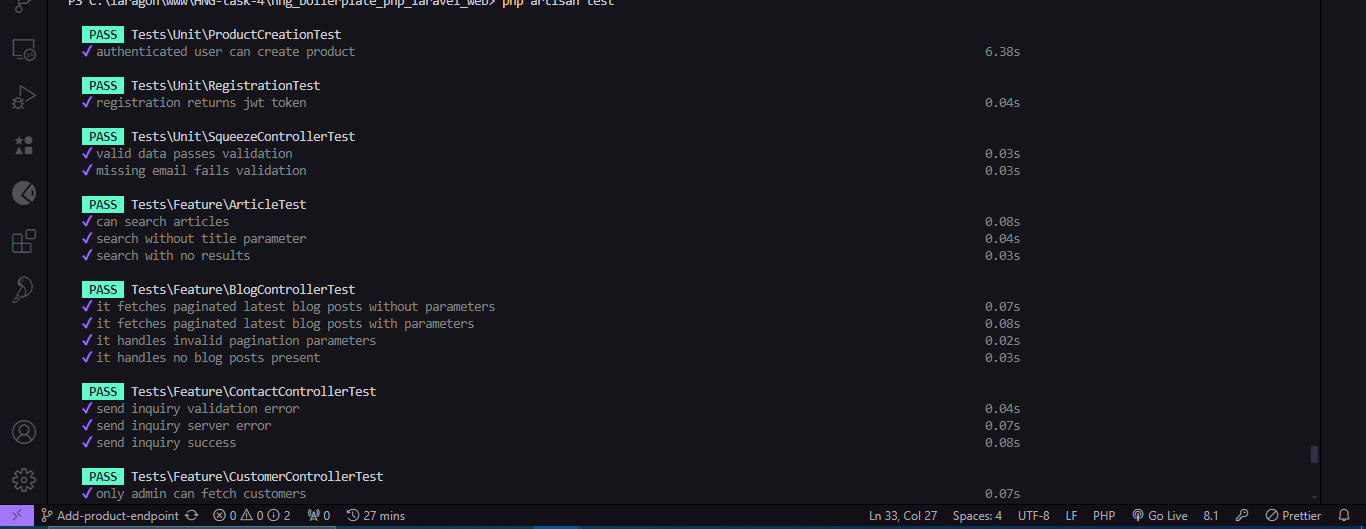 PS C:\laragon\www\HNG-task-4\hng_boilerplate_php_laravel_web> php artisan test
PASS Tests\Unit\ProductCreationTest
✓ authenticated user can create product 6.38s
PASS Tests\Unit\RegistrationTest
✓ registration returns jwt token 0.04s
PASS Tests\Unit\SqueezeControllerTest
✓ valid data passes validation 0.03s
✓ missing email fails validation 0.03s
PASS Tests\Feature\ArticleTest
✓ can search articles 0.08s
✓ search without title parameter 0.04s
✓ search with no results 0.03s
PASS Tests\Feature\BlogControllerTest
✓ it fetches paginated latest blog posts without parameters 0.07s
✓ it fetches paginated latest blog posts with parameters 0.08s
✓ it handles invalid pagination parameters 0.02s
✓ it handles no blog posts present 0.03s
PASS Tests\Feature\ContactControllerTest
✓ send inquiry validation error 0.04s
✓ send inquiry server error 0.07s
✓ send inquiry success 0.08s
PASS Tests\Feature\CustomerControllerTest
✓ only admin can fetch customers 0.07s
Add-product-endpoint 0 0 2 0 27 mins Ln 33, Col 27 Spaces: 4 UTF-8 LF PHP Go Live 8.1 Prettier